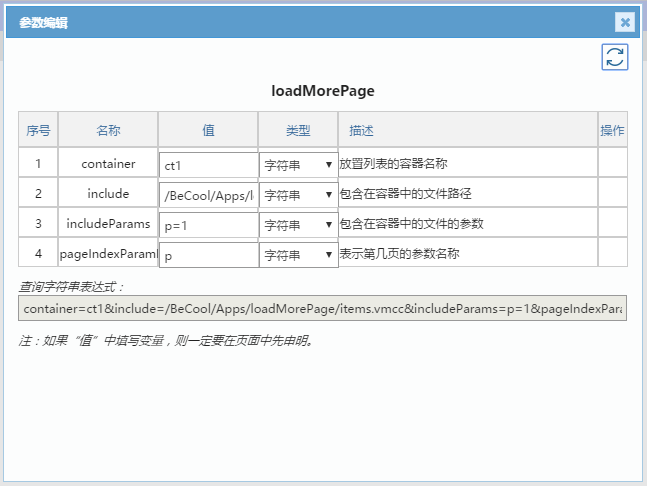 参数编辑
loadMorePage
序号 名称 值 类型 描述 操作
1 container ct1 字符串 放置列表的容器名称
2 include /BeCool/Apps/l 字符串 包含在容器中的文件路径
3 includeParams p=1 字符串 包含在容器中的文件的参数
4 pageIndexParam p 字符串 表示第几页的参数名称
查询字符串表达式：
container=ct1&include=/BeCool/Apps/loadMorePage/items.vmcc&includeParams=p=1&pageIndexPara
注：如果“值”中填写变量，则一定要在页面中先申明。